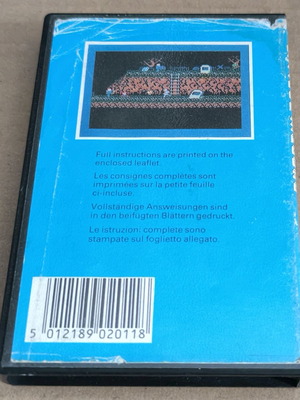 Full instructions are printed on the
enclosed leaflet.
Les consignes complètes sont
imprimées sur la petite feuille
ci-incluse.
Vollständige Answeisungen sind
in den beifügten Blättern gedruckt.
Le istruzioni complete sono
stampate sul foglietto allegato.
5 012189 020118